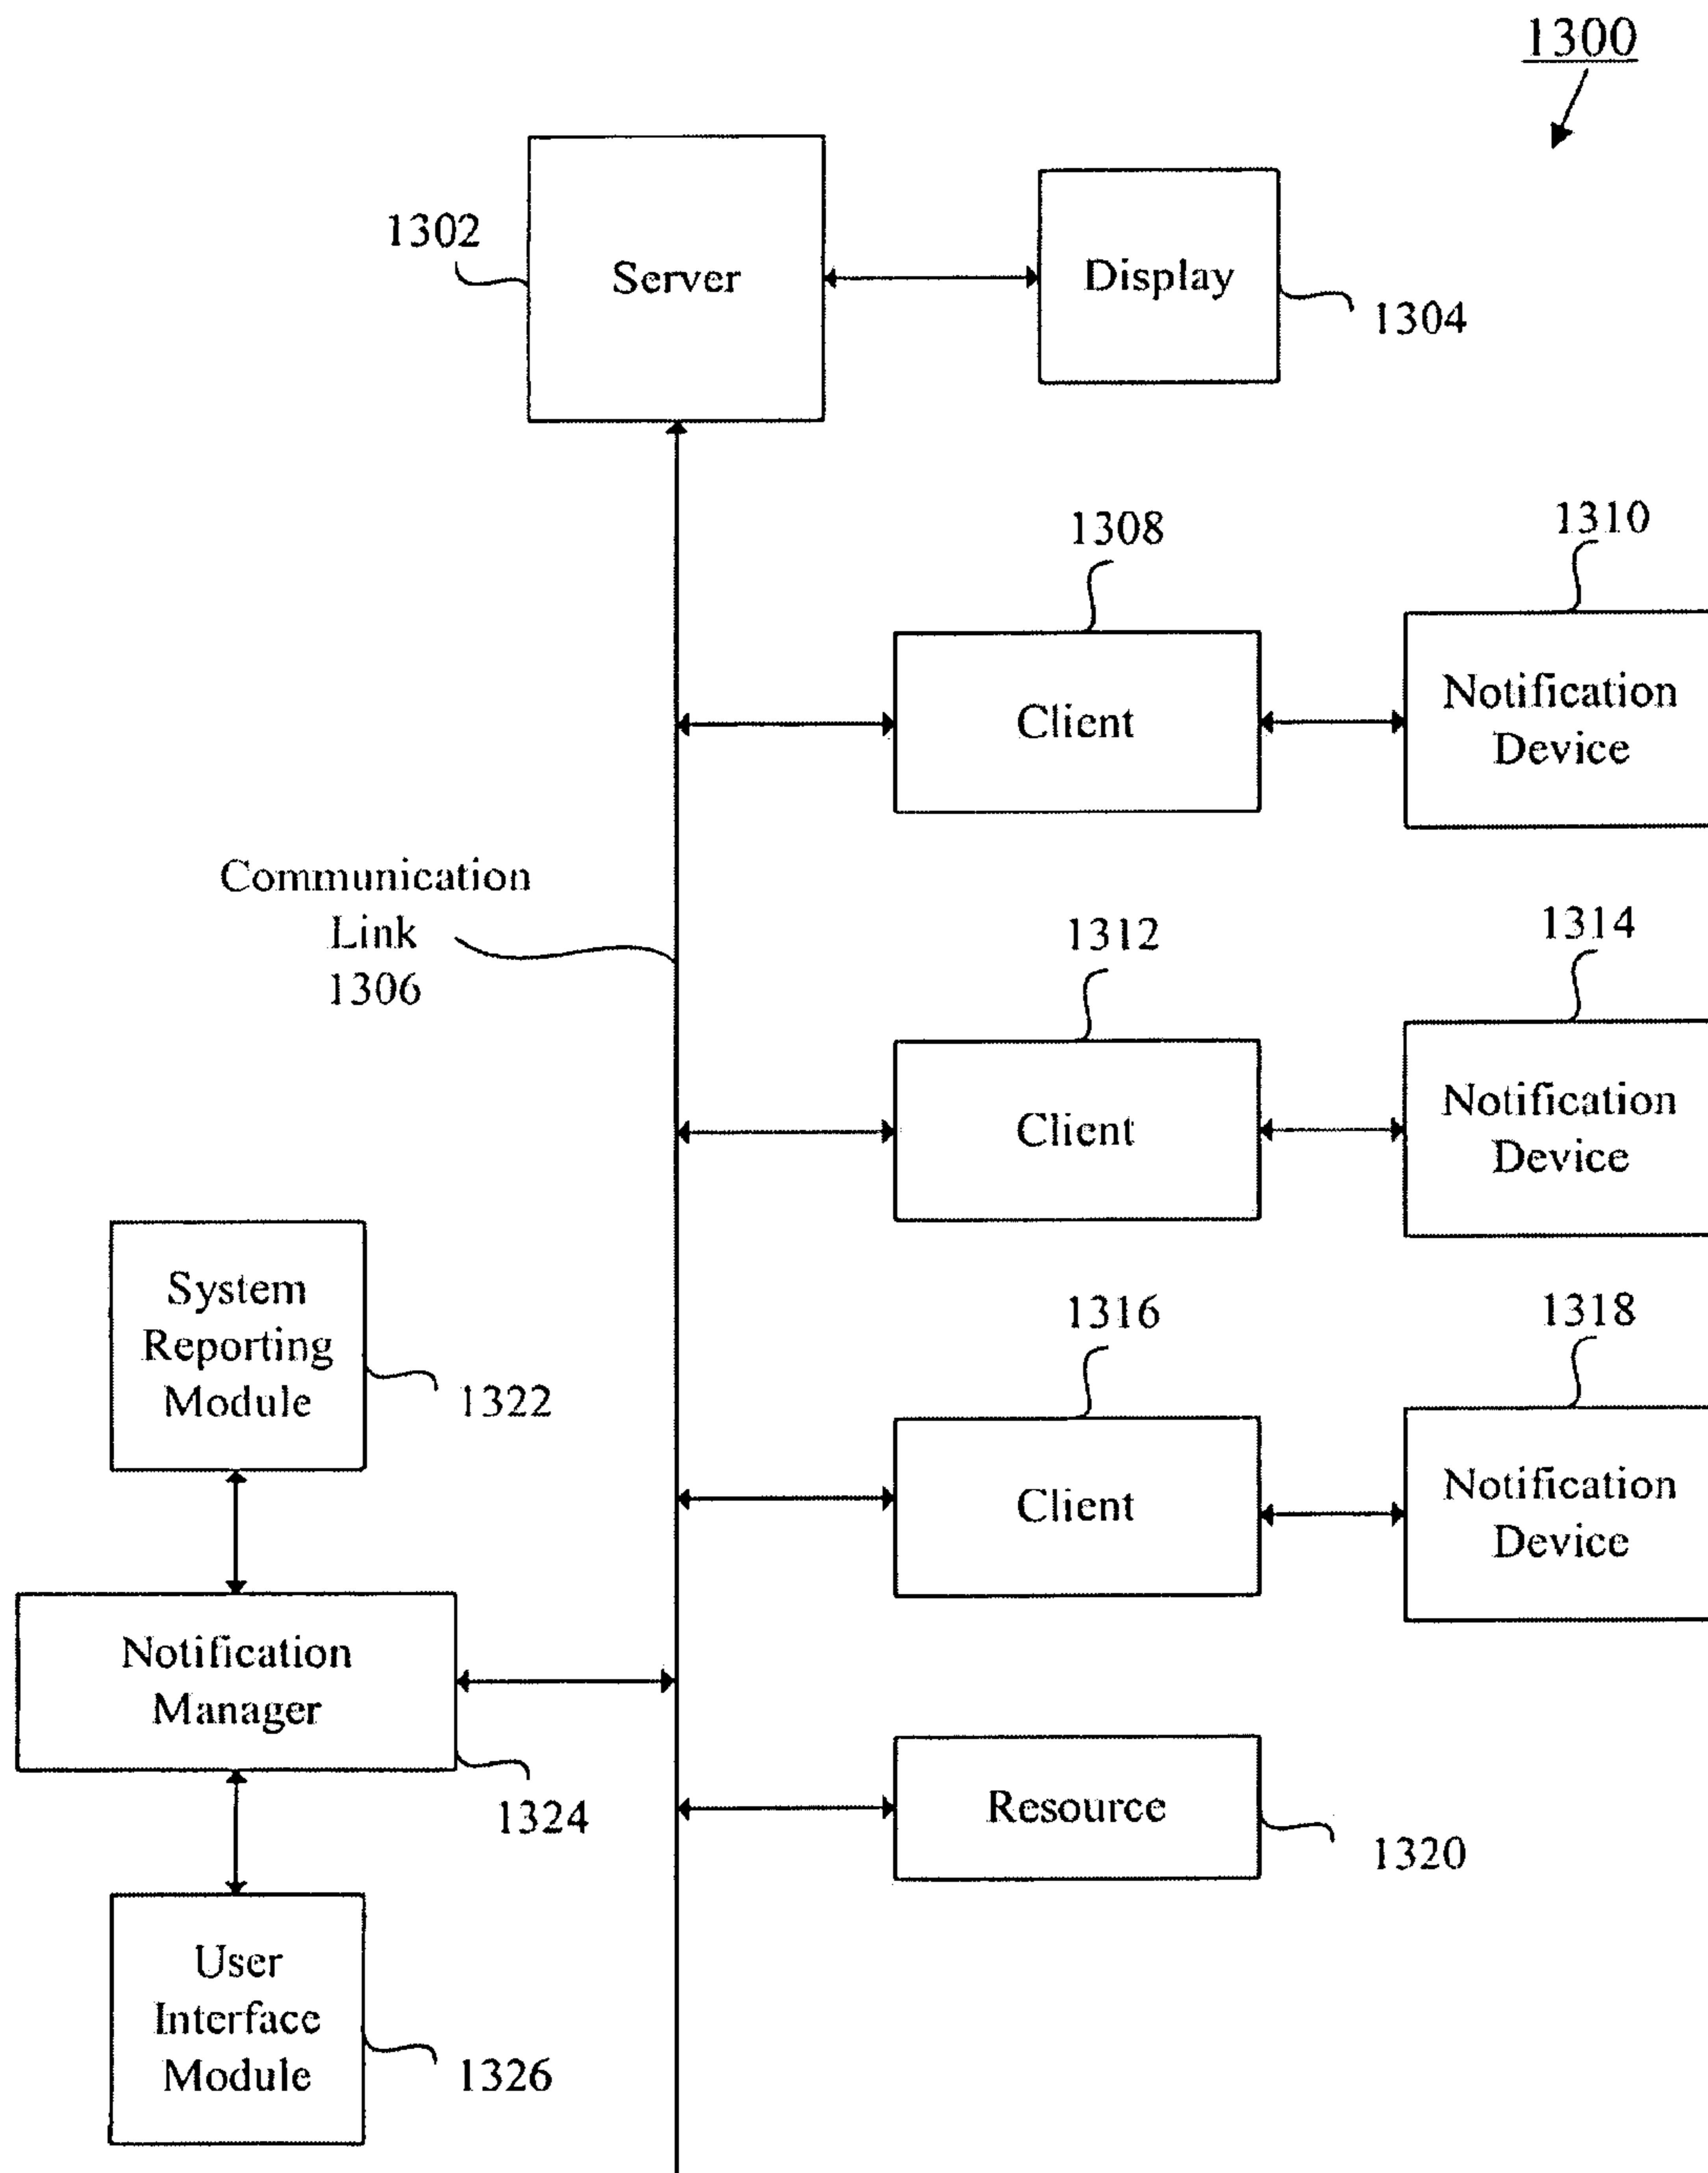 1300
1302
Server
Display
1304
1308
1310
Client
Notification
Device
Communication
Link
1306
1312
1314
Client
Notification
Device
System
Reporting
Module
1322
1316
1318
Client
Notification
Device
Notification
Manager
1324
Resource
1320
User
Interface
Module
1326